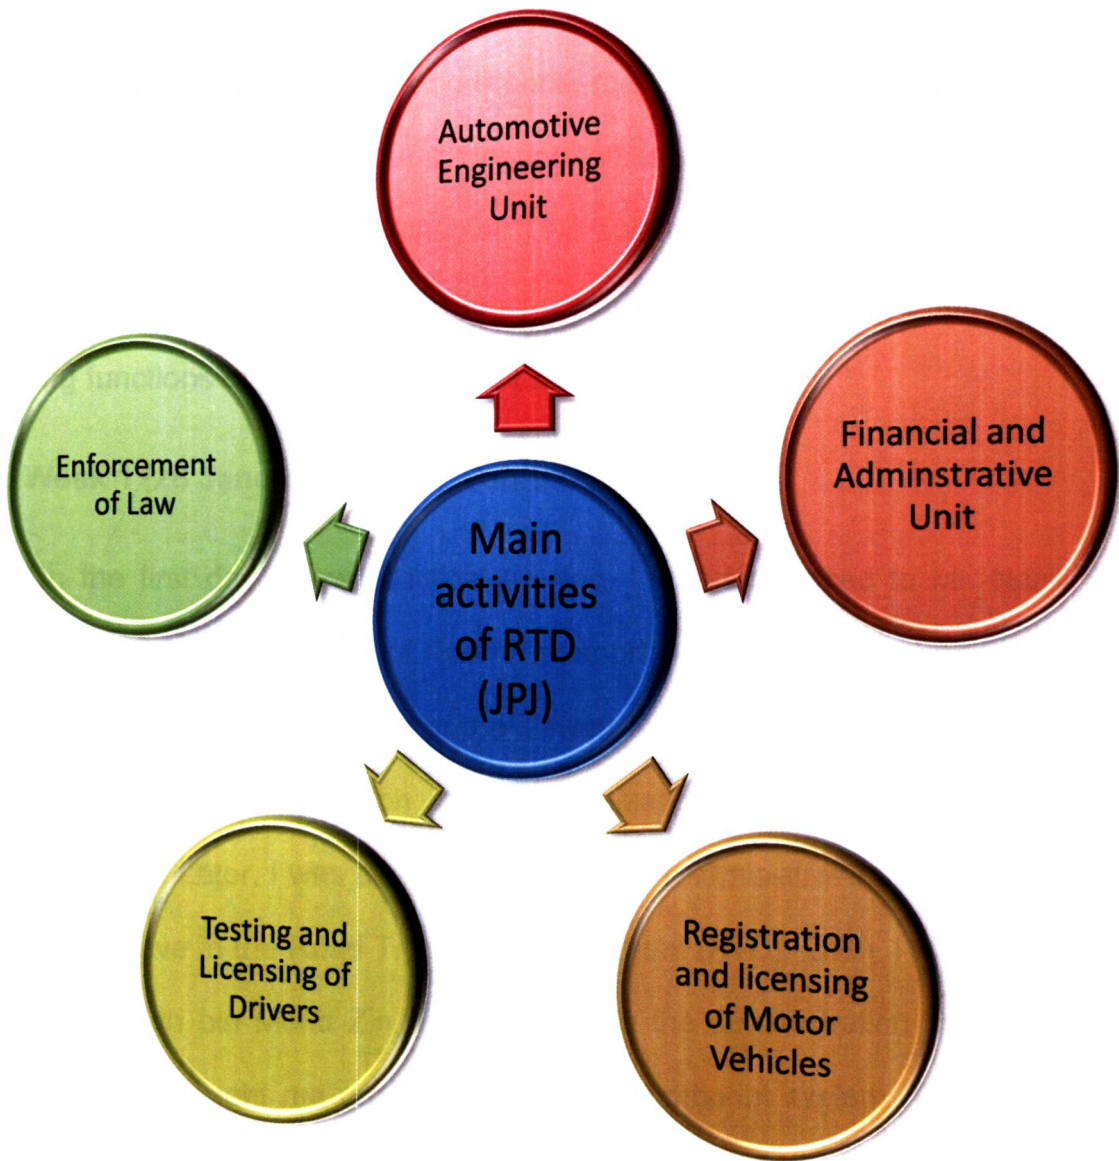 Automotive
Engineering
Unit
Financial and
Adminstrative
Unit
Enforcement
of Law
Main
activities
of RTD
(JPJ)
Testing and
Licensing of
Drivers
Registration
and licensing
of Motor
Vehicles